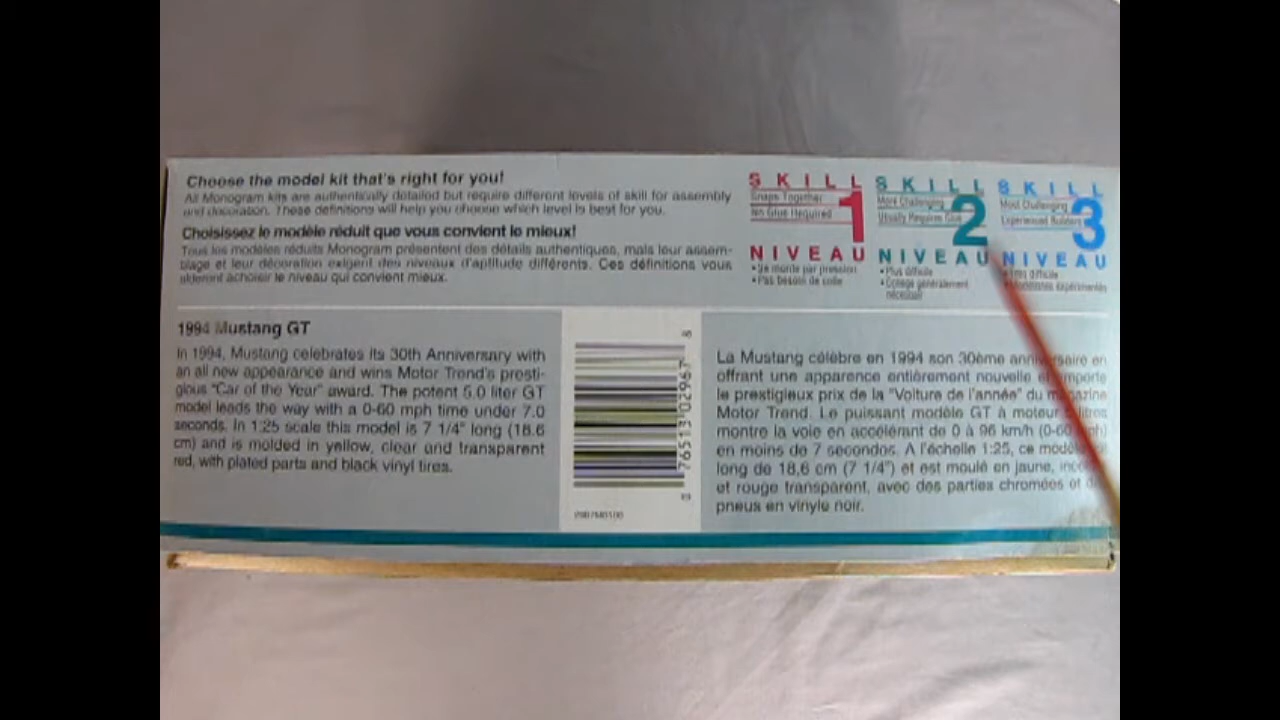 Choose the model kit that's right for you!
All Monogram kits are authentically detailed but require different levels of skill for assembly
and decoration. These definitions will help you choose which level is best for you.
Choisissez le modèle réduit que vous convient le mieux!
Tous les modèles réduits Monogram présentent des détails authentiques, mais leur assem-
blage et leur décoration exigent des niveaux d'aptitude différents. Ces définitions vous
aideront achoisir le niveau qui convient mieux.
SKILL
Snaps Together
No Glue Required
1
NIVEAU
• Se monte par pression
• Pas besoin de colle
SKILL
More Challenging
Usually Requires Glue
2
NIVEAU
• Plus difficile
• Collage généralement
nécessaire
SKILL
Most Challenging
Experienced Builders
3
NIVEAU
difficile
expérimentés
1994 Mustang GT
In 1994, Mustang celebrates its 30th Anniversary with
an all new appearance and wins Motor Trend's presti-
gious "Car of the Year" award. The potent 5.0 liter GT
model leads the way with a 0-60 mph time under 7.0
seconds. In 1:25 scale this model is 7 1/4" long (18.6
cm) and is molded in yellow, clear and transparent
red, with plated parts and black vinyl tires.
0 76513 02967 8
La Mustang célèbre en 1994 son 30ème anniversaire en
offrant une apparence entièrement nouvelle et importe
le prestigieux prix de la "Voiture de l'année" du magazine
Motor Trend. Le puissant modèle GT à moteur 5 litres
montre la voie en accélérant de 0 à 96 km/h (0-60 mph)
en moins de 7 secondes. A l'échelle 1:25, ce modèle
long de 18,6 cm (7 1/4") et est moulé en jaune,
et rouge transparent, avec des parties chromées et
pneus en vinyle noir.